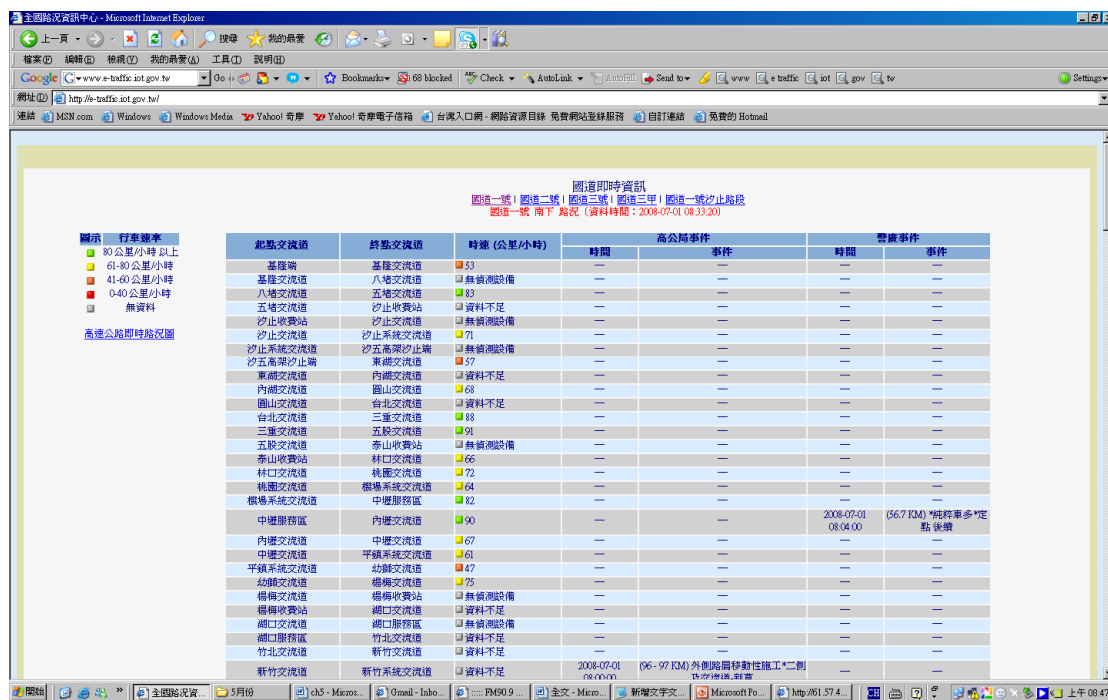 全國路況資訊中心 - Microsoft Internet Explorer
上一頁 搜尋 我的最愛
檔案(F) 編輯(E) 檢視(V) 我的最愛(A) 工具(T) 說明(H)
Google www.e-traffic.iot.gov.tw Go Bookmarks 68 blocked Check AutoLink AutoFill Send to www e traffic iot gov tw Settings
網址(D) http://e-traffic.iot.gov.tw/
連結 MSN.com Windows Windows Media Yahoo! 奇摩 Yahoo! 奇摩電子信箱 台灣入口網 - 網路資源目錄 免費網站登錄服務 自訂連結 免費的 Hotmail
國道即時資訊
國道一號 | 國道二號 | 國道三號 | 國道三甲 | 國道一號汐止路段
國道一號 南下 路況 (資料時間：2008-07-01 08:33:20)
圖示 行車速率
80公里/小時 以上
61-80 公里/小時
41-60 公里/小時
0-40 公里/小時
無資料
高速公路即時路況圖
起點交流道 終點交流道 時速 (公里/小時) 高公局事件 警廣事件
時間 事件 時間 事件
基隆端 基隆交流道 53 — — — —
基隆交流道 八堵交流道 無偵測設備 — — — —
八堵交流道 五堵交流道 83 — — — —
五堵交流道 汐止收費站 資料不足 — — — —
汐止收費站 汐止交流道 無偵測設備 — — — —
汐止交流道 汐止系統交流道 71 — — — —
汐止系統交流道 汐五高架汐止端 無偵測設備 — — — —
汐五高架汐止端 東湖交流道 57 — — — —
東湖交流道 內湖交流道 資料不足 — — — —
內湖交流道 圓山交流道 68 — — — —
圓山交流道 台北交流道 資料不足 — — — —
台北交流道 三重交流道 88 — — — —
三重交流道 五股交流道 91 — — — —
五股交流道 泰山收費站 無偵測設備 — — — —
泰山收費站 林口交流道 66 — — — —
林口交流道 桃園交流道 72 — — — —
桃園交流道 機場系統交流道 64 — — — —
機場系統交流道 中壢服務區 82 — — — —
中壢服務區 內壢交流道 90 — — 2008-07-01 08:04:00 (56.7 KM) *純粹車多*定點 後續
內壢交流道 中壢交流道 67 — — — —
中壢交流道 平鎮系統交流道 61 — — — —
平鎮系統交流道 幼獅交流道 47 — — — —
幼獅交流道 楊梅交流道 75 — — — —
楊梅交流道 楊梅收費站 無偵測設備 — — — —
楊梅收費站 湖口交流道 資料不足 — — — —
湖口交流道 湖口服務區 無偵測設備 — — — —
湖口服務區 竹北交流道 資料不足 — — — —
竹北交流道 新竹交流道 資料不足 — — — —
新竹交流道 新竹系統交流道 資料不足 2008-07-01 08:00:00 (96 - 97 KM) 外側路肩移動性施工*二側 — —
開始 全國路況資... 5月份 ch5 - Micros... Gmail - Inbo... ::::: FM90.9 ... 全文 - Micro... 新增文字文... Microsoft Po... http://61.57.4... 上午 08:47